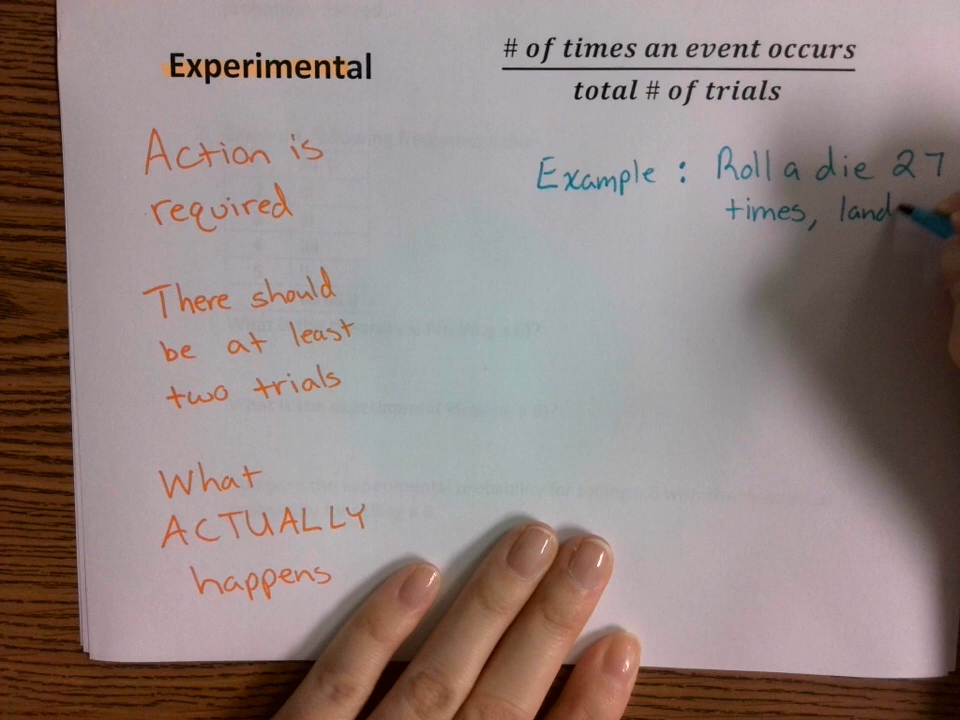 Experimental
# of times an event occurs
total # of trials
Action is
required
There should
be at least
two trials
What
ACTUALLY
happens
Example : Roll a die 27
times, land